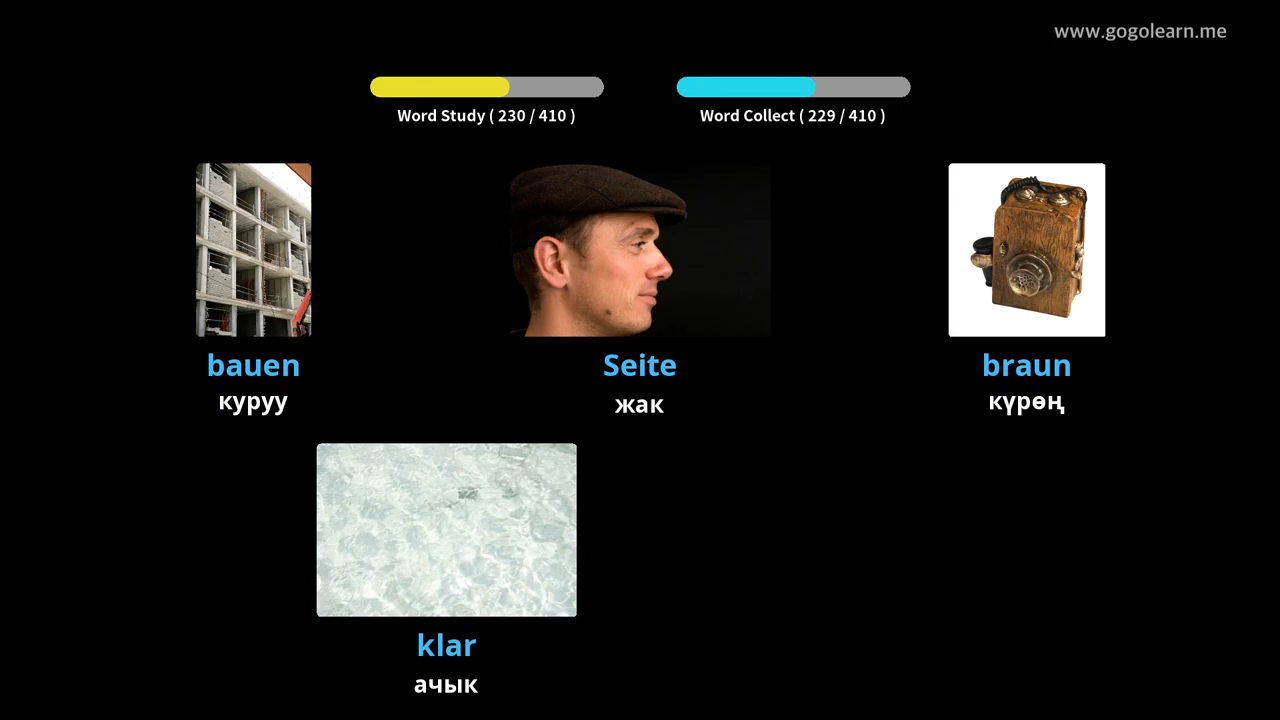 www.gogolearn.me
Word Study ( 230 / 410 )
Word Collect ( 229 / 410 )
bauen
куруу
Seite
жак
braun
күрөң
klar
ачык